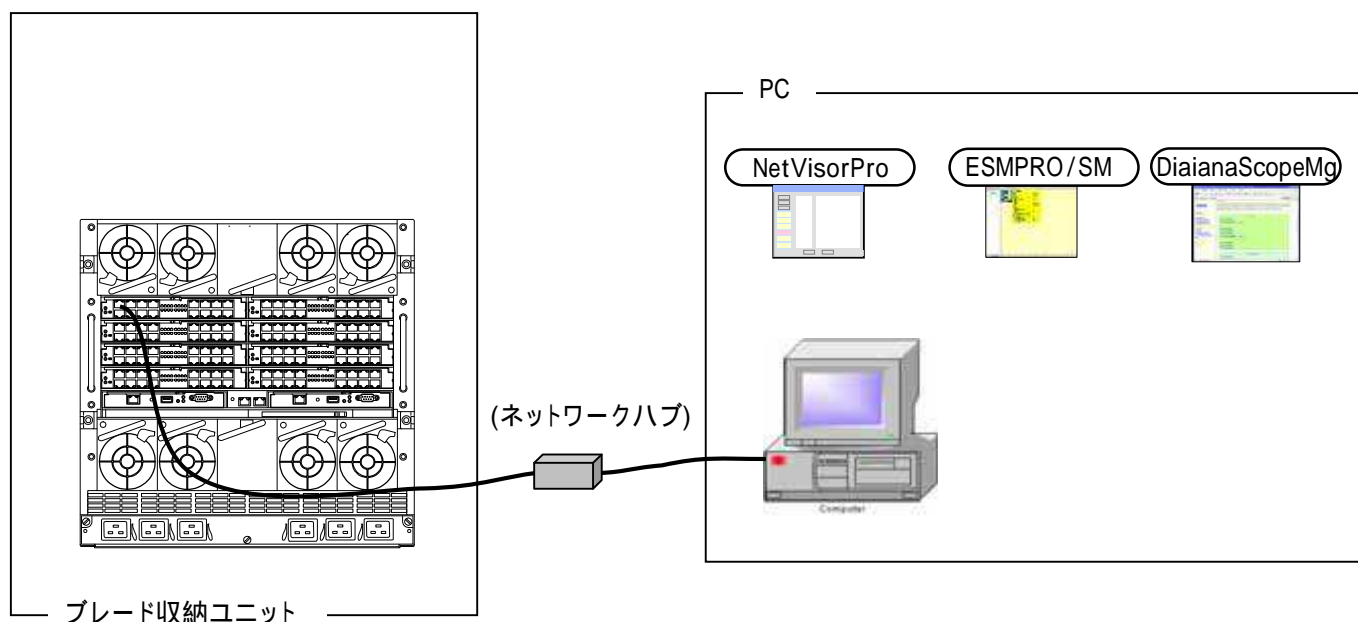 PC
NetVisorPro
ESMPRO/SM
DiaianaScopeMg
(ネットワークハブ)
Computer
ブレード収納ユニット